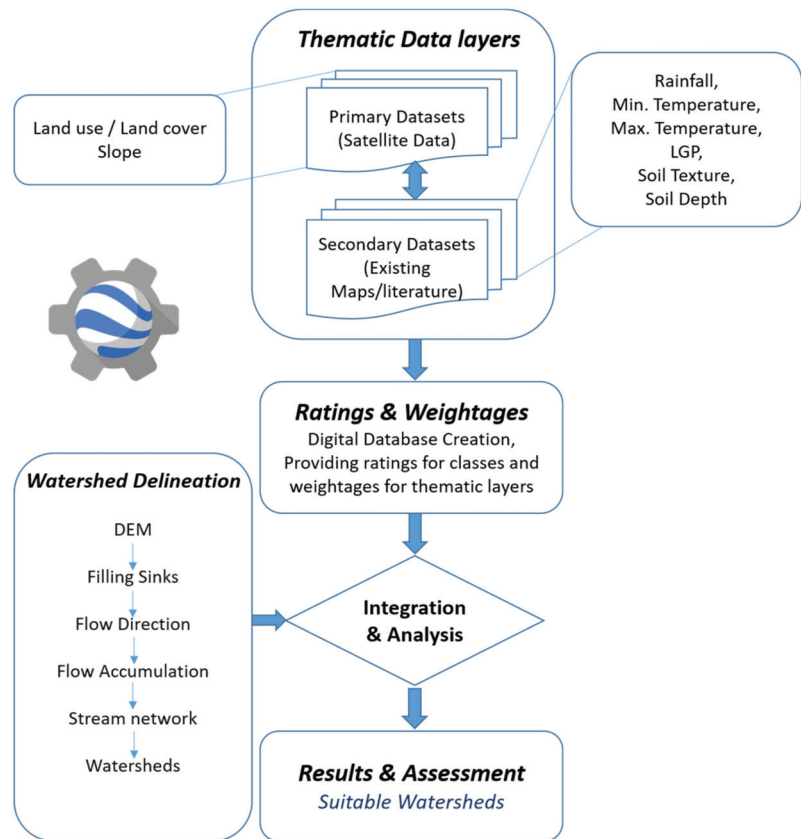 Thematic Data layers
Primary Datasets
(Satellite Data)
Land use / Land cover
Slope
Rainfall,
Min. Temperature,
Max. Temperature,
LGP,
Soil Texture,
Soil Depth
Secondary Datasets
(Existing
Maps/literature)
Ratings & Weightages
Digital Database Creation,
Providing ratings for classes and
weightages for thematic layers
Watershed Delineation
DEM
Filling Sinks
Flow Direction
Flow Accumulation
Stream network
Watersheds
Integration
& Analysis
Results & Assessment
Suitable Watersheds